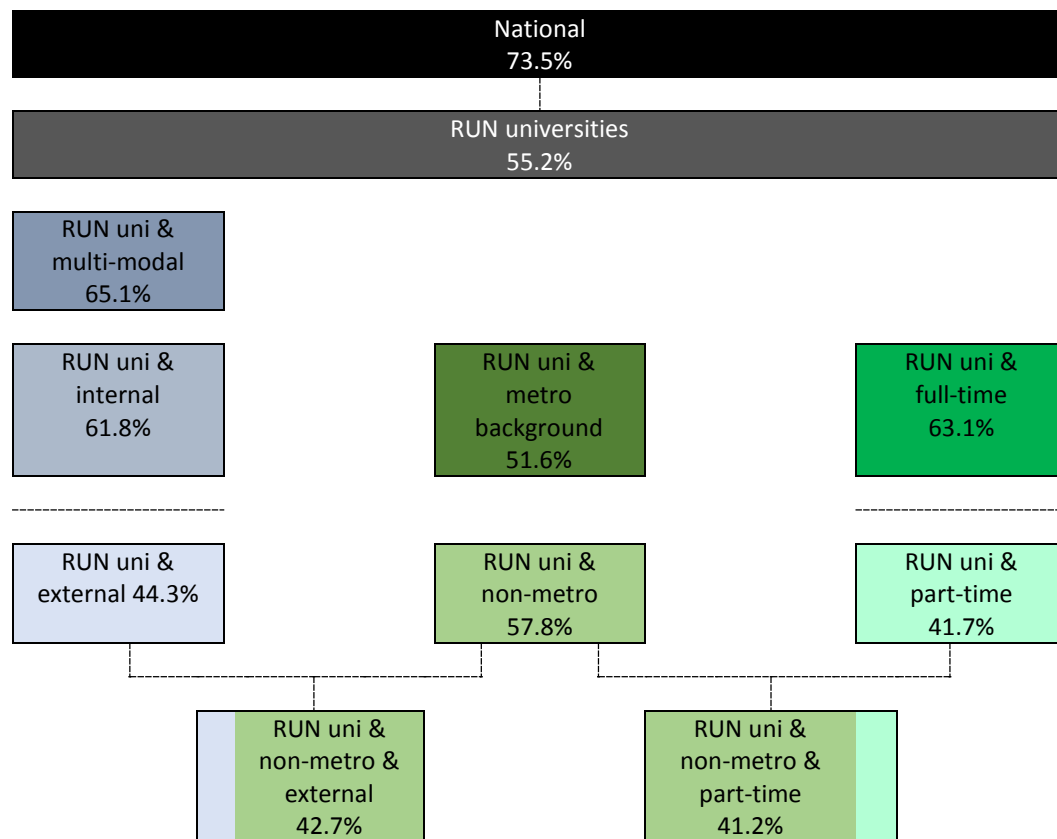 National
73.5%
RUN universities
55.2%
RUN uni &
multi-modal
65.1%
RUN uni &
internal
61.8%
RUN uni &
metro
background
51.6%
RUN uni &
full-time
63.1%
RUN uni &
external 44.3%
RUN uni &
non-metro
57.8%
RUN uni &
part-time
41.7%
RUN uni &
non-metro &
external
42.7%
RUN uni &
non-metro &
part-time
41.2%